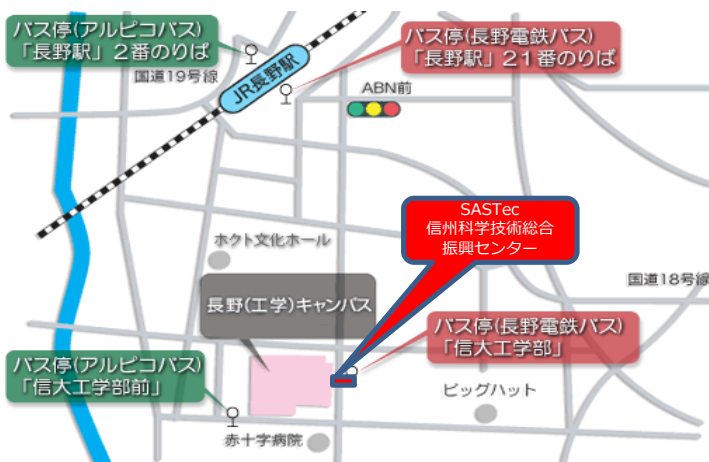 バス停(アルピコバス)
「長野駅」２番のりば
バス停(長野電鉄バス)
「長野駅」２１番のりば
国道19号線
JR長野駅
ABN前
SASTec
信州科学技術総合
振興センター
ホクト文化ホール
国道18号線
長野(工学)キャンパス
バス停(長野電鉄バス)
「信大工学部」
バス停(アルピコバス)
「信大工学部前」
ビッグハット
赤十字病院